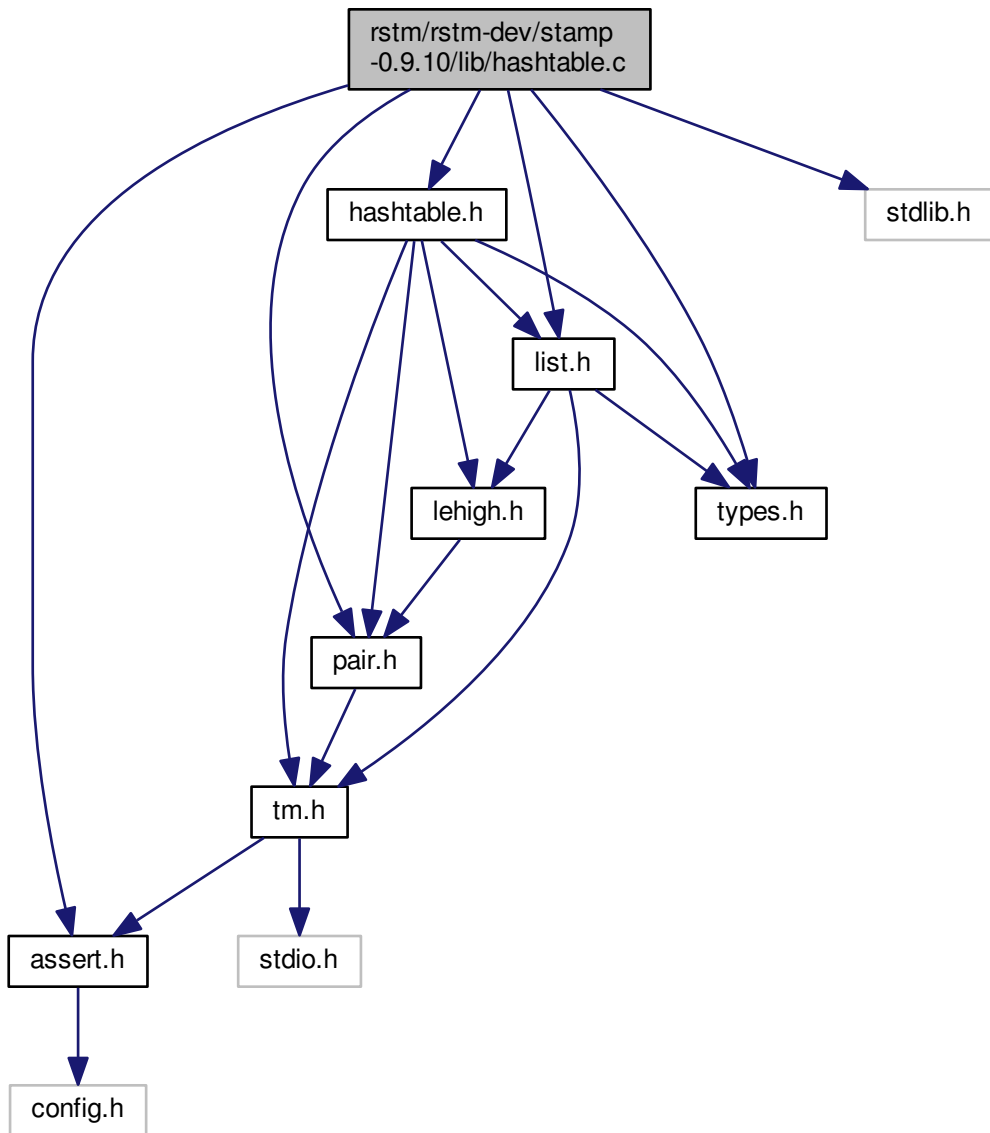 rstm/rstm-dev/stamp
-0.9.10/lib/hashtable.c
hashtable.h
stdlib.h
list.h
lehigh.h
types.h
pair.h
tm.h
assert.h
stdio.h
config.h